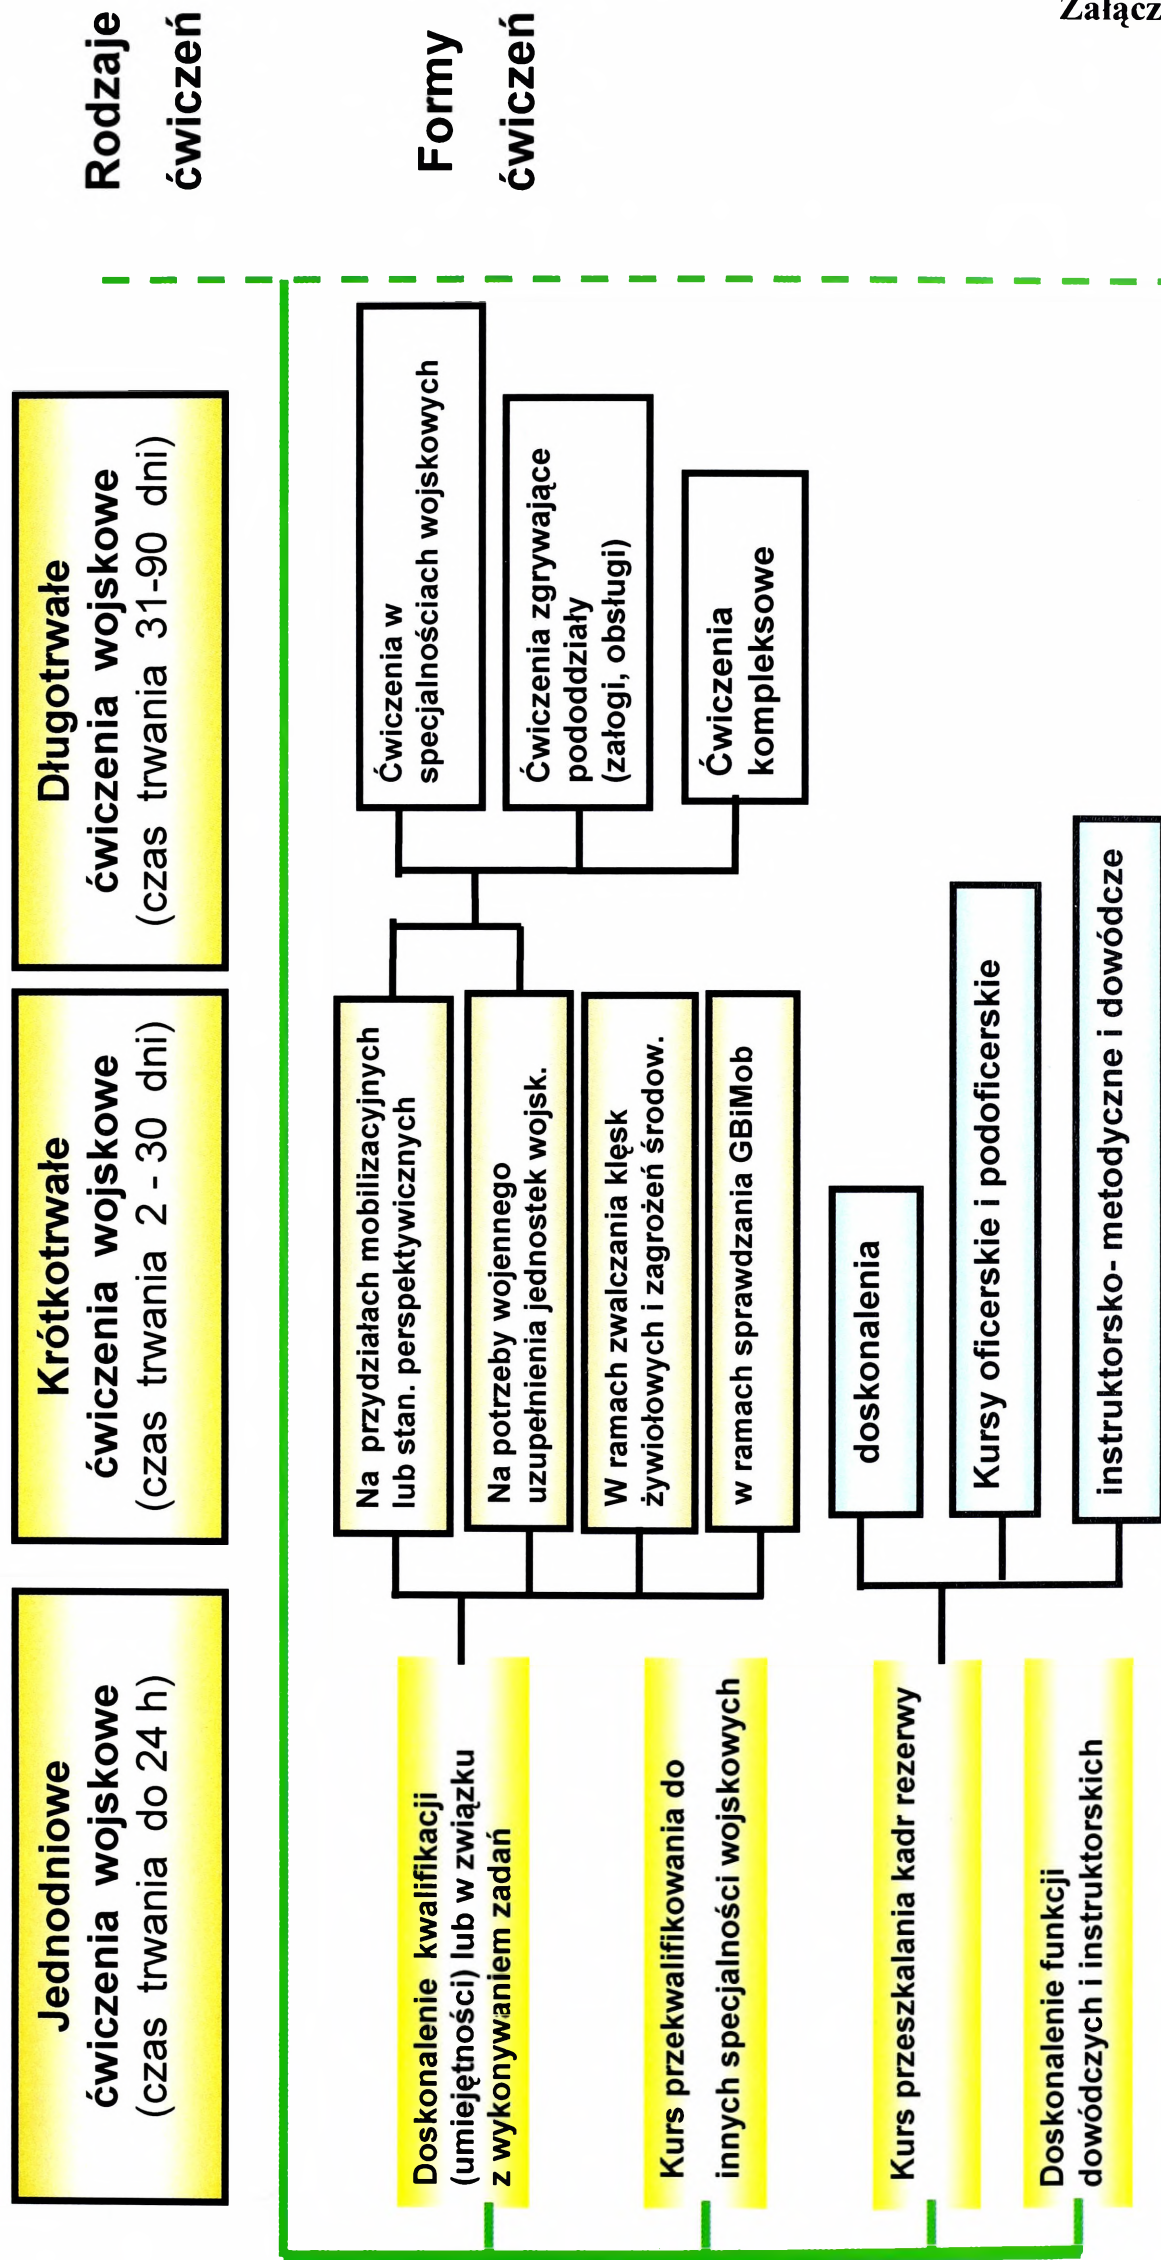 Załącz
Rodzaje
ćwiczeń
Jednodniowe
ćwiczenia wojskowe
(czas trwania do 24 h)
Krótkotrwałe
ćwiczenia wojskowe
(czas trwania 2 - 30 dni)
Długotrwałe
ćwiczenia wojskowe
(czas trwania 31-90 dni)
Formy
ćwiczeń
Doskonalenie kwalifikacji
(umiejętności) lub w związku
z wykonywaniem zadań
Na przydziałach mobilizacyjnych
lub stan. perspektywicznych
Na potrzeby wojennego
uzupełnienia jednostek wojsk.
W ramach zwalczania klęsk
żywiołowych i zagrożeń środow.
w ramach sprawdzania GBiMob
Ćwiczenia w
specjalnościach wojskowych
Ćwiczenia zgrywające
pododdziały
(załogi, obsługi)
Ćwiczenia
kompleksowe
Kurs przekwalifikowania do
innych specjalności wojskowych
Kurs przeszkalania kadr rezerwy
doskonalenia
Kursy oficerskie i podoficerskie
instruktorsko- metodyczne i dowódcze
Doskonalenie funkcji
dowódczych i instruktorskich